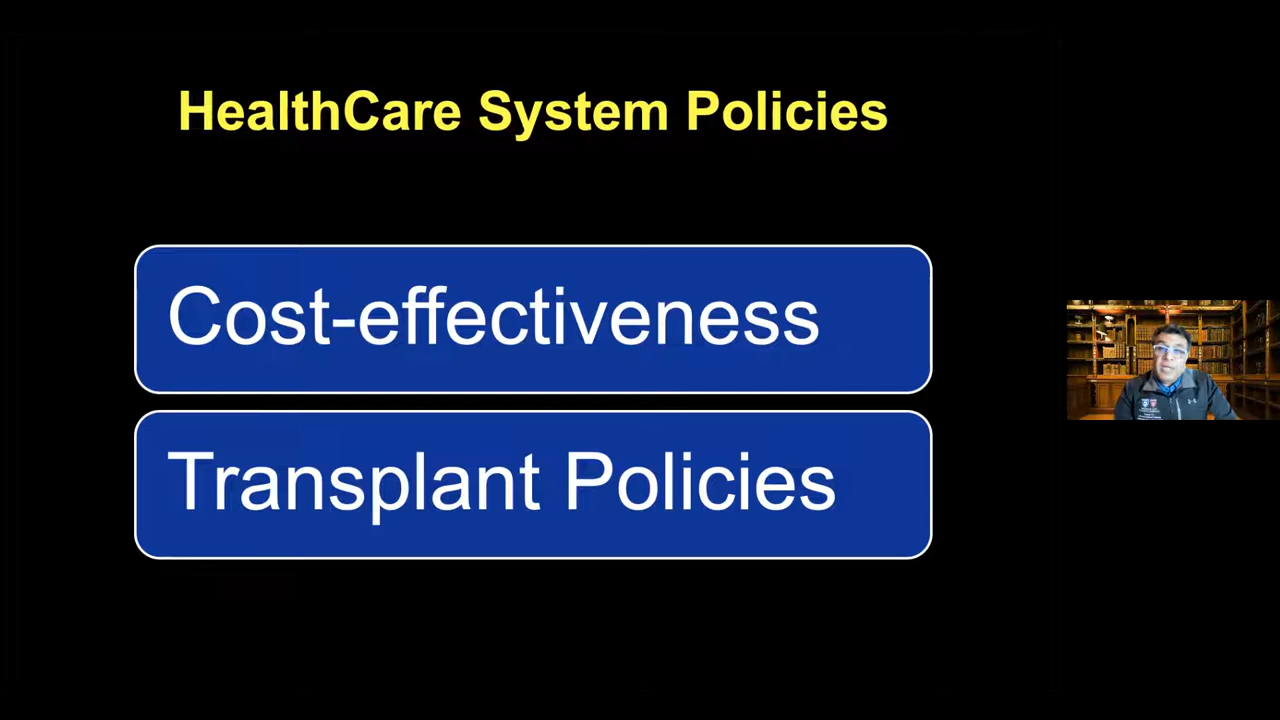 HealthCare System Policies
Cost-effectiveness
Transplant Policies